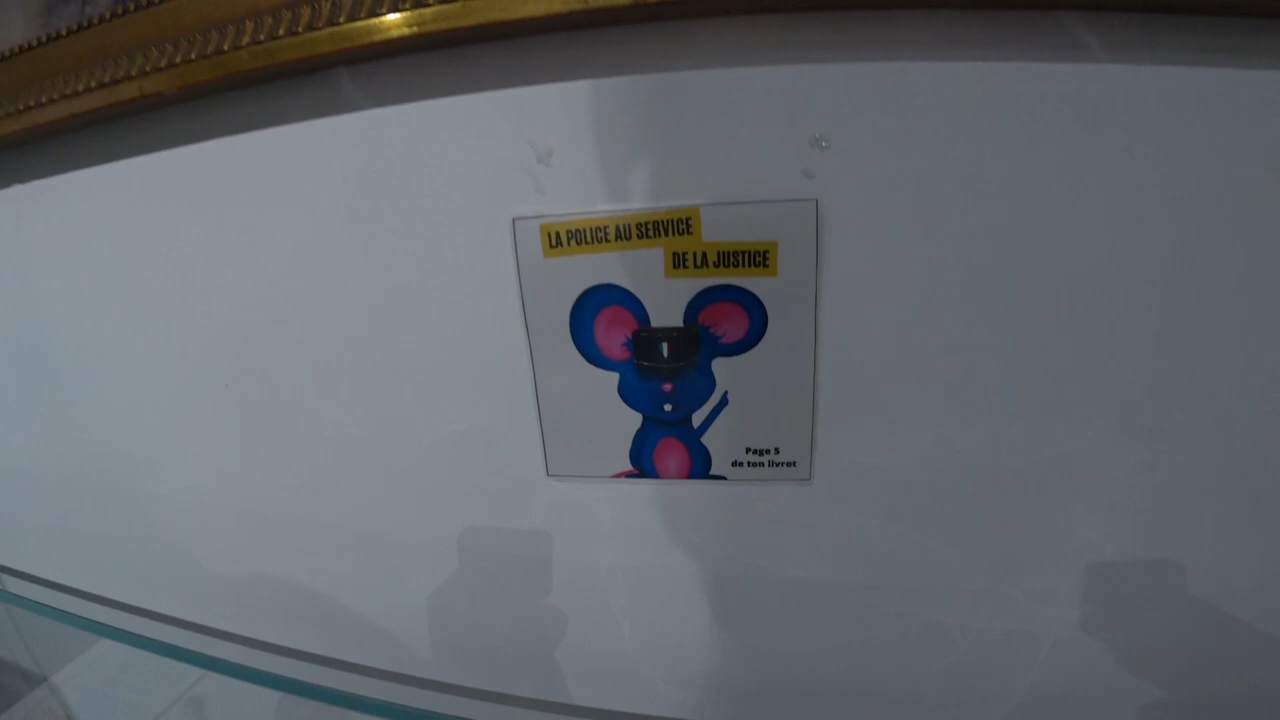 LA POLICE AU SERVICE
DE LA JUSTICE
Page 5
de ton livret